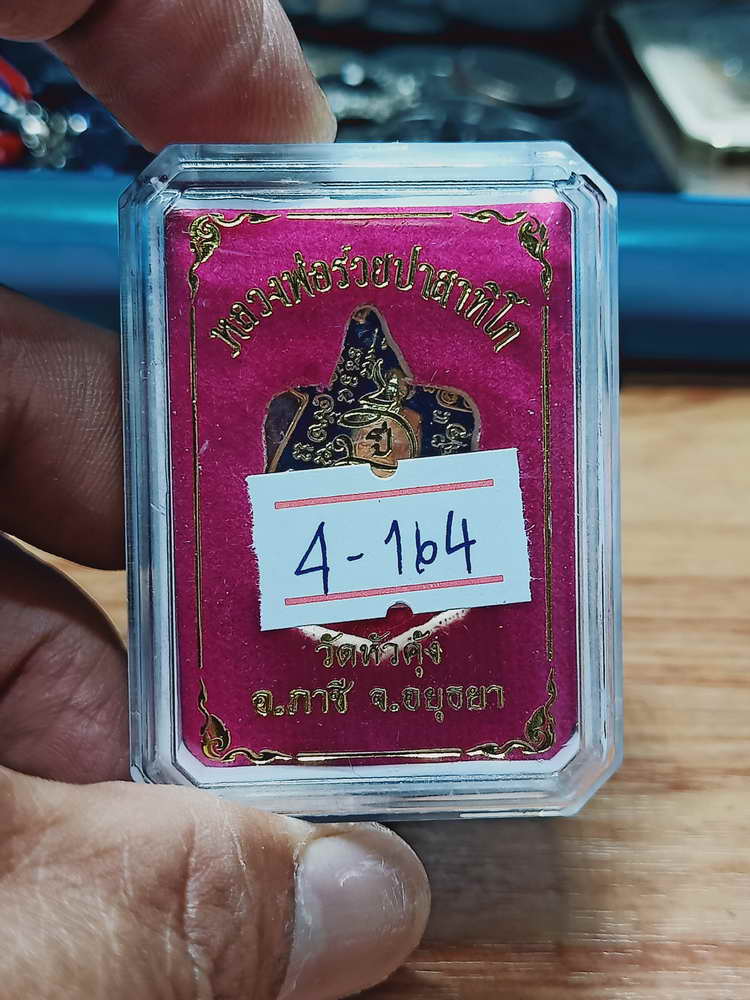 หลวงพ่อรวยปาสาทิโก
ป
4-164
วัดหัวคุ้ง
อ.ภาชี จ.อยุธยา